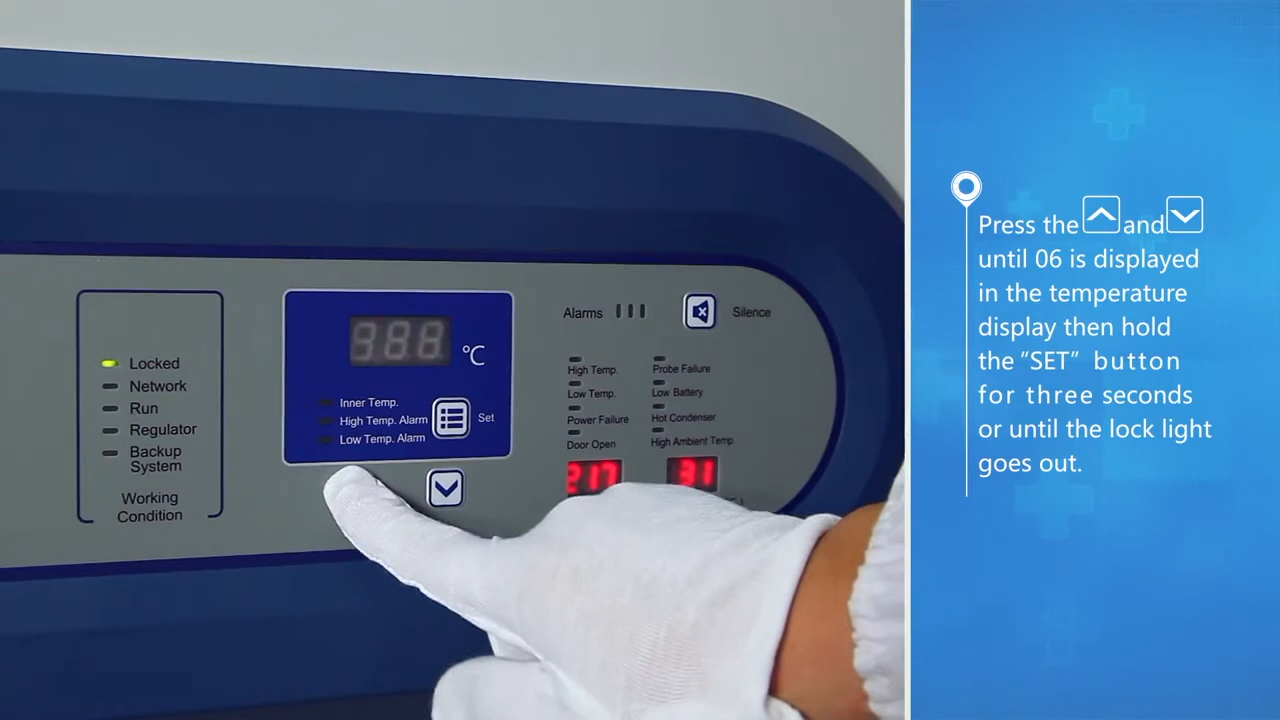 Locked
Network
Run
Regulator
Backup
System
Working
Condition
888
°C
Inner Temp.
High Temp. Alarm
Low Temp. Alarm
Set
Alarms
Silence
High Temp.
Low Temp.
Power Failure
Door Open
Probe Failure
Low Battery
Hot Condenser
High Ambient Temp
217
31
Press the and
until 06 is displayed
in the temperature
display then hold
the “SET” button
for three seconds
or until the lock light
goes out.